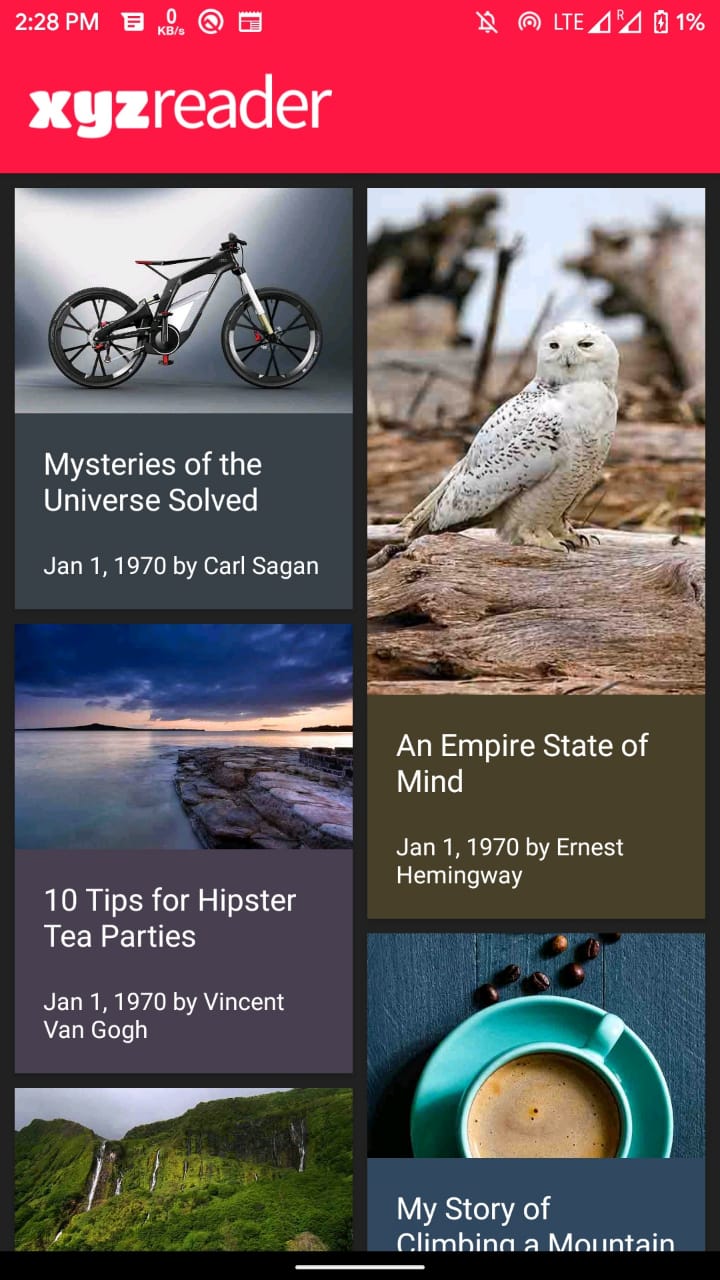 2:28 PM 0 KB/s LTE R 1%
xyzreader
Mysteries of the
Universe Solved
Jan 1, 1970 by Carl Sagan
An Empire State of
Mind
Jan 1, 1970 by Ernest
Hemingway
10 Tips for Hipster
Tea Parties
Jan 1, 1970 by Vincent
Van Gogh
My Story of
Climbing a Mountain